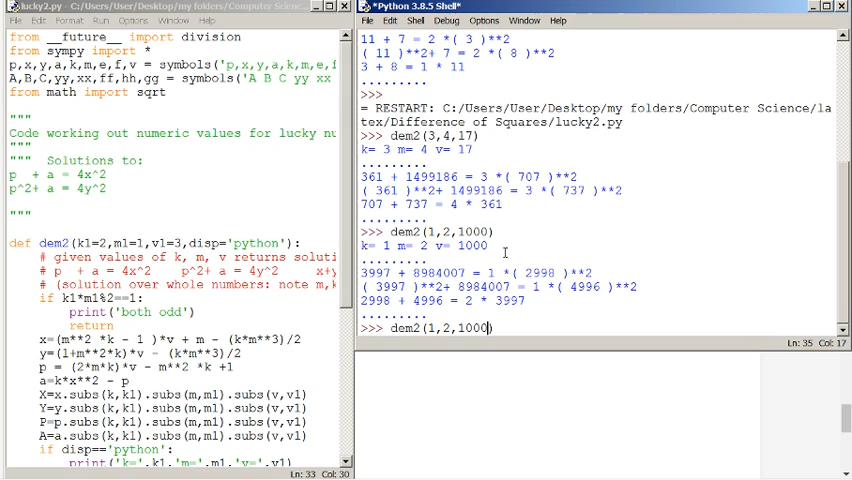 lucky2.py - C:/Users/User/Desktop/my folders/Computer Scienc...
File Edit Format Run Options Window Help
from __future__ import division
from sympy import *
p,x,y,a,k,m,e,f,v = symbols('p,x,y,a,k,m,e,f,
A,B,C,yy,xx,ff,hh,gg = symbols('A B C yy xx
from math import sqrt
"""
Code working out numeric values for lucky nu
"""
"""  Solutions to:
p  + a = 4x^2
p^2+ a = 4y^2
"""
def dem2(k1=2,m1=1,v1=3,disp='python'):
# given values of k, m, v returns soluti
# p  + a = 4x^2    p^2+ a = 4y^2    x+y
# (solution over whole numbers: note m,k
if k1*m1%2==1:
print('both odd')
return
x=(m**2 *k - 1 )*v + m - (k*m**3)/2
y=(1+m**2*k)*v - (k*m**3)/2
p = (2*m*k)*v - m**2 *k +1
a=k*x**2 - p
X=x.subs(k,k1).subs(m,m1).subs(v,v1)
Y=y.subs(k,k1).subs(m,m1).subs(v,v1)
P=p.subs(k,k1).subs(m,m1).subs(v,v1)
A=a.subs(k,k1).subs(m,m1).subs(v,v1)
if disp=='python':
print('k=',k1,'m=',m1,'v=',v1)
Ln: 33 Col: 30
*Python 3.8.5 Shell*
File Edit Shell Debug Options Window Help
11 + 7 = 2 *( 3 )**2
( 11 )**2+ 7 = 2 *( 8 )**2
3 + 8 = 1 * 11
.........
>>>
= RESTART: C:/Users/User/Desktop/my folders/Computer Science/la
tex/Difference of Squares/lucky2.py
>>> dem2(3,4,17)
k= 3 m= 4 v= 17
.........
361 + 1499186 = 3 *( 707 )**2
( 361 )**2+ 1499186 = 3 *( 737 )**2
707 + 737 = 4 * 361
.........
>>> dem2(1,2,1000)
k= 1 m= 2 v= 1000
.........
3997 + 8984007 = 1 *( 2998 )**2
( 3997 )**2+ 8984007 = 1 *( 4996 )**2
2998 + 4996 = 2 * 3997
.........
>>> dem2(1,2,1000)
Ln: 35 Col: 17